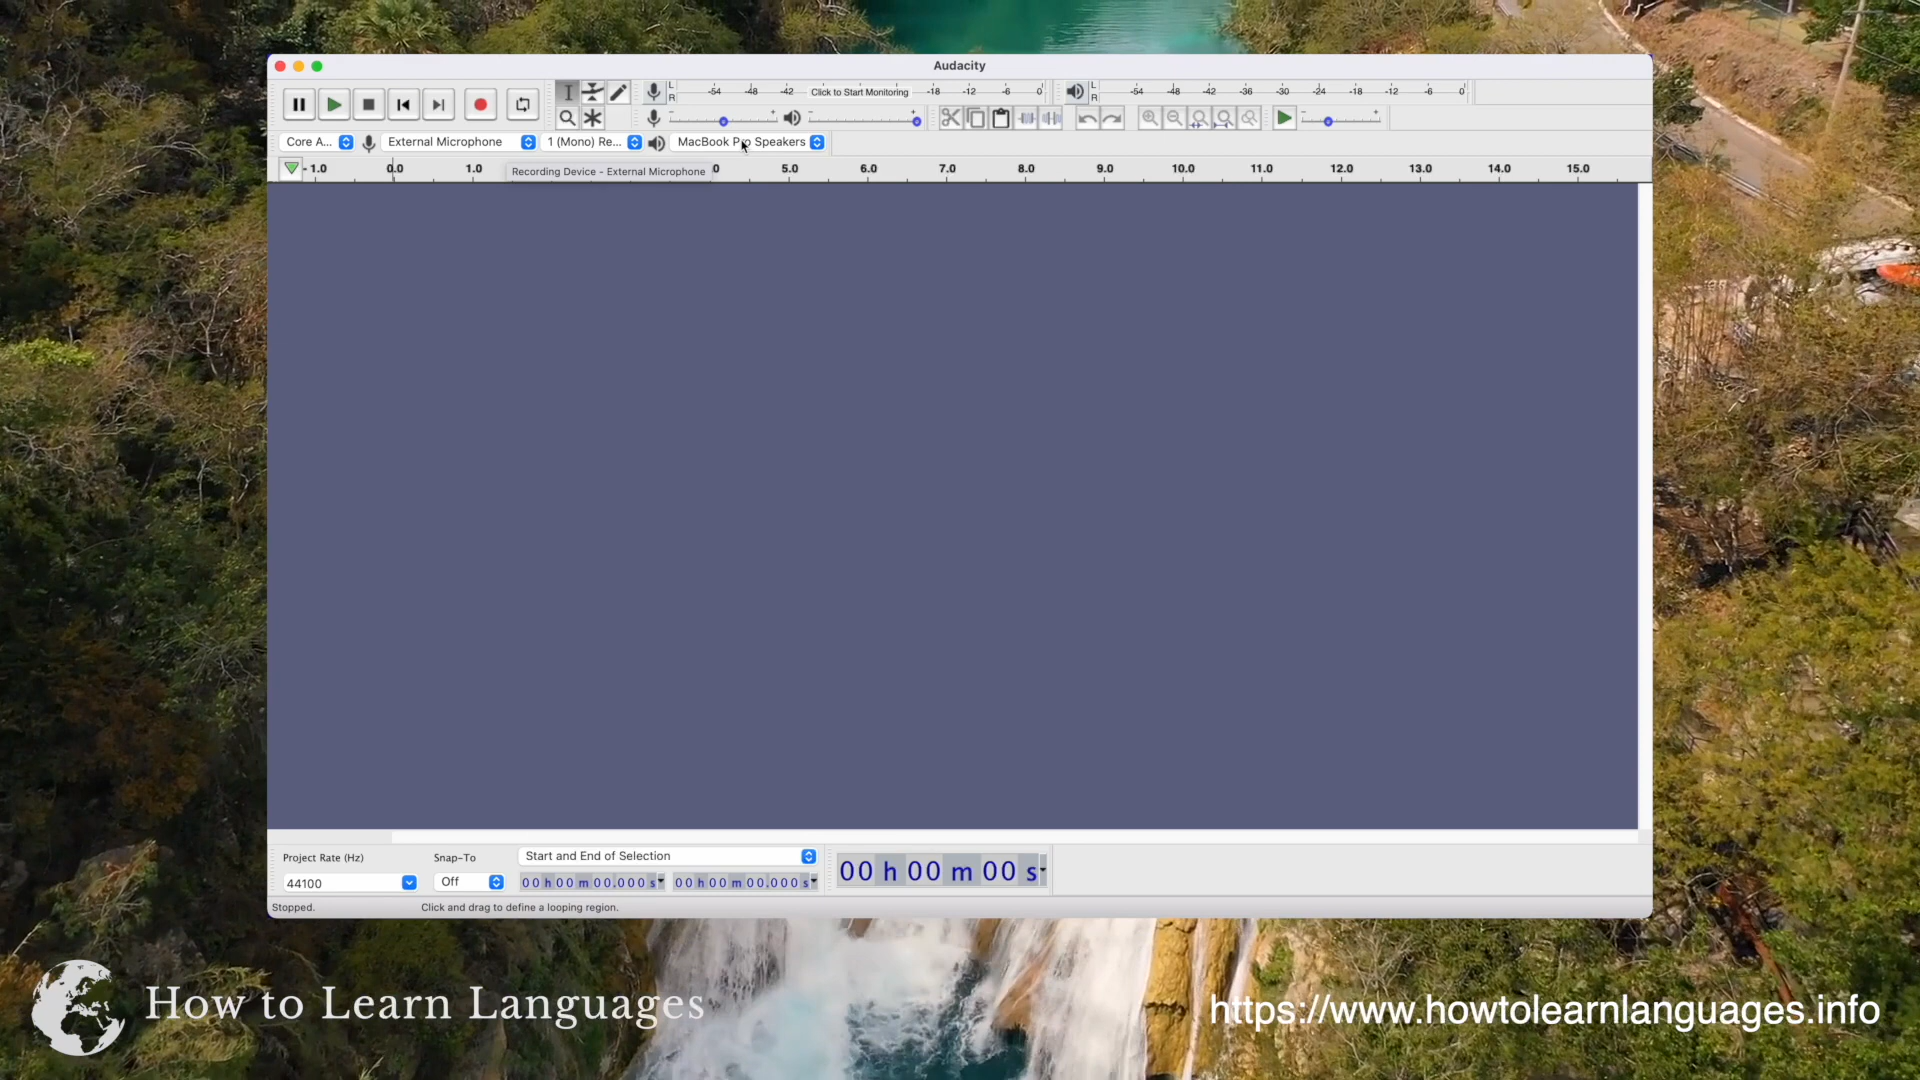 Audacity
L
R
-54 -48 -42 Click to Start Monitoring -18 -12 -6 0
L
R
-54 -48 -42 -36 -30 -24 -18 -12 -6 0
Core A...
External Microphone
1 (Mono) Re...
MacBook Pro Speakers
- 1.0 0.0 1.0 0 5.0 6.0 7.0 8.0 9.0 10.0 11.0 12.0 13.0 14.0 15.0
Recording Device - External Microphone
Project Rate (Hz)
Snap-To
Start and End of Selection
44100
Off
00 h 00 m 00.000 s
00 h 00 m 00.000 s
00 h 00 m 00 s
Stopped.
Click and drag to define a looping region.
How to Learn Languages
https://www.howtolearnlanguages.info